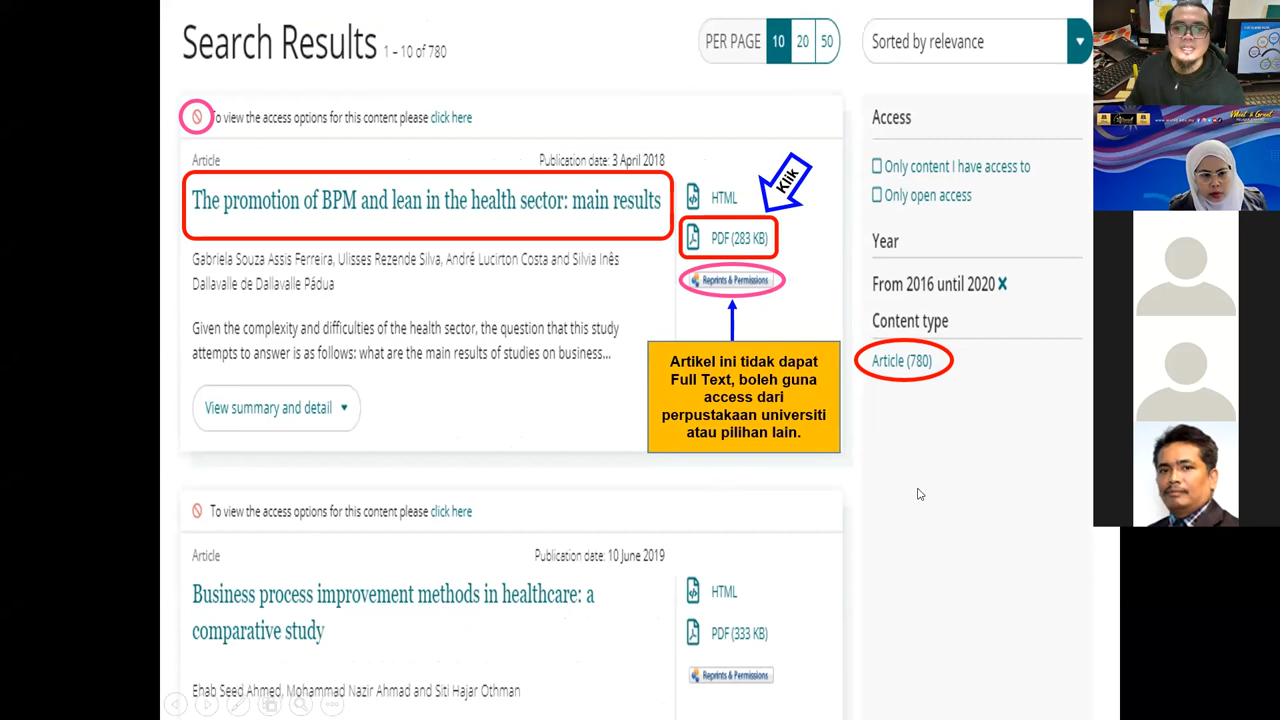 Search Results 1 – 10 of 780
PER PAGE 10 20 50
Sorted by relevance
To view the access options for this content please click here
Article
Publication date: 3 April 2018
The promotion of BPM and lean in the health sector: main results
HTML
PDF (283 KB)
Reprints & Permissions
Klik
Gabriela Souza Assis Ferreira, Ulisses Rezende Silva, André Lucirton Costa and Sílvia Inês
Dallavalle de Dallavalle Pádua
Given the complexity and difficulties of the health sector, the question that this study
attempts to answer is as follows: what are the main results of studies on business...
View summary and detail
Artikel ini tidak dapat
Full Text, boleh guna
access dari
perpustakaan universiti
atau pilihan lain.
To view the access options for this content please click here
Article
Publication date: 10 June 2019
Business process improvement methods in healthcare: a
comparative study
HTML
PDF (333 KB)
Reprints & Permissions
Ehab Seed Ahmed, Mohammad Nazir Ahmad and Siti Hajar Othman
Access
Only content I have access to
Only open access
Year
From 2016 until 2020
Content type
Article (780)